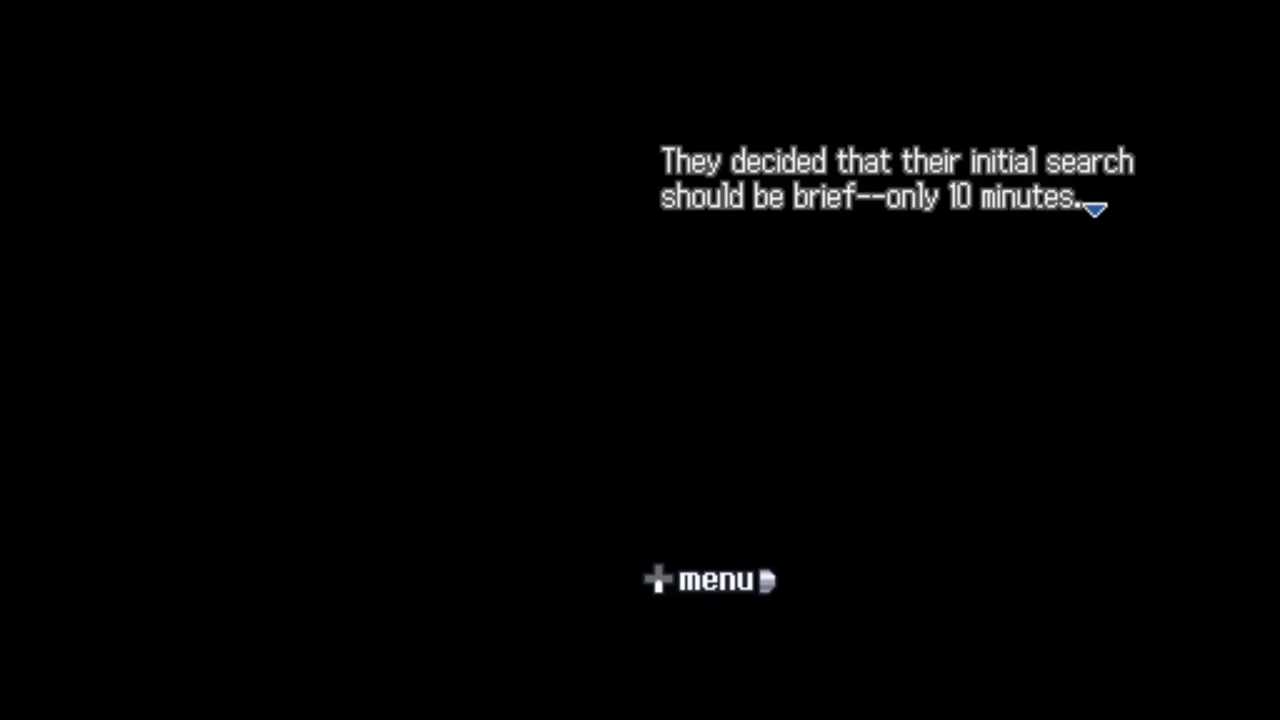 They decided that their initial search
should be brief--only 10 minutes.
menu